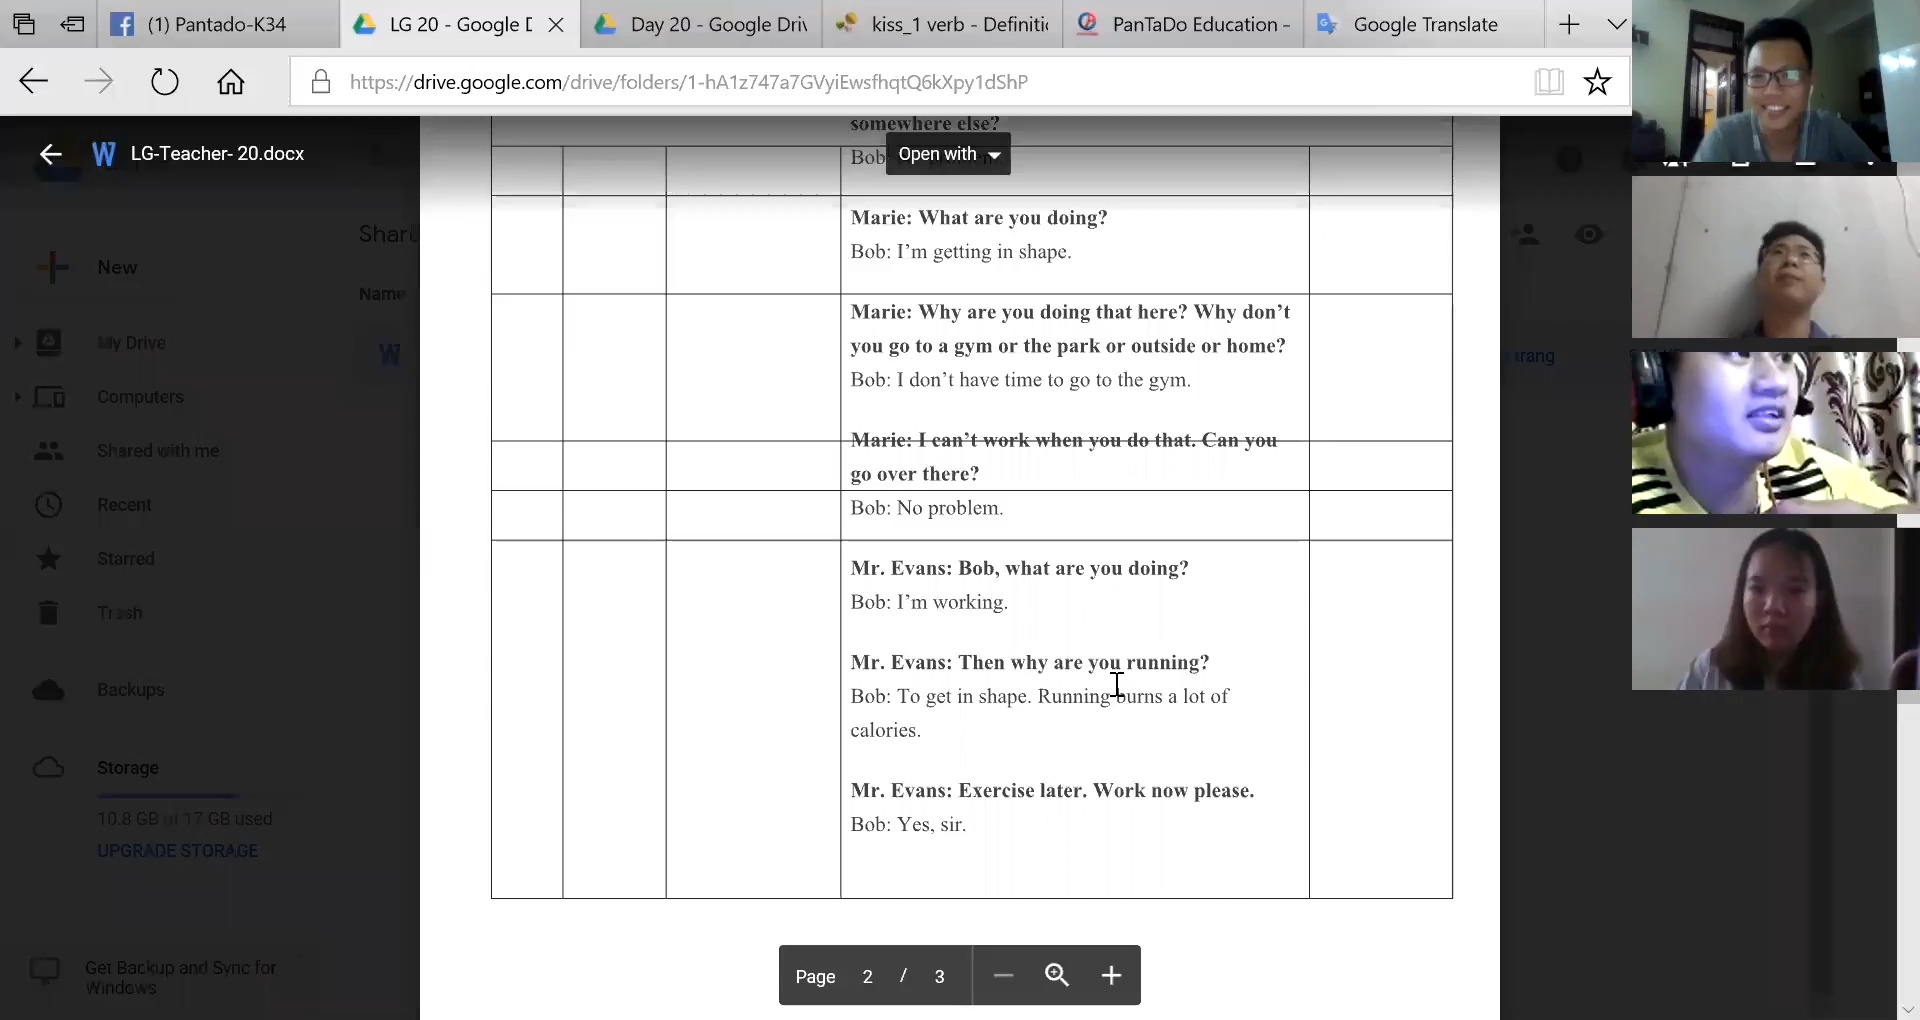 (1) Pantado-K34
LG 20 - Google D
Day 20 - Google Driv
kiss_1 verb - Definitic
PanTaDo Education -
Google Translate
https://drive.google.com/drive/folders/1-hA1z747a7GVyiEwsfhqtQ6kXpy1dShP
LG-Teacher- 20.docx
Open with
New
My Drive
Computers
Shared with me
Recent
Starred
Trash
Backups
Storage
10.8 GB of 17 GB used
UPGRADE STORAGE
Get Backup and Sync for
Windows
Name
somewhere else?
Bob
Marie: What are you doing?
Bob: I’m getting in shape.
Marie: Why are you doing that here? Why don’t
you go to a gym or the park or outside or home?
Bob: I don’t have time to go to the gym.
Marie: I can’t work when you do that. Can you
go over there?
Bob: No problem.
Mr. Evans: Bob, what are you doing?
Bob: I’m working.
Mr. Evans: Then why are you running?
Bob: To get in shape. Running burns a lot of
calories.
Mr. Evans: Exercise later. Work now please.
Bob: Yes, sir.
Page 2 / 3